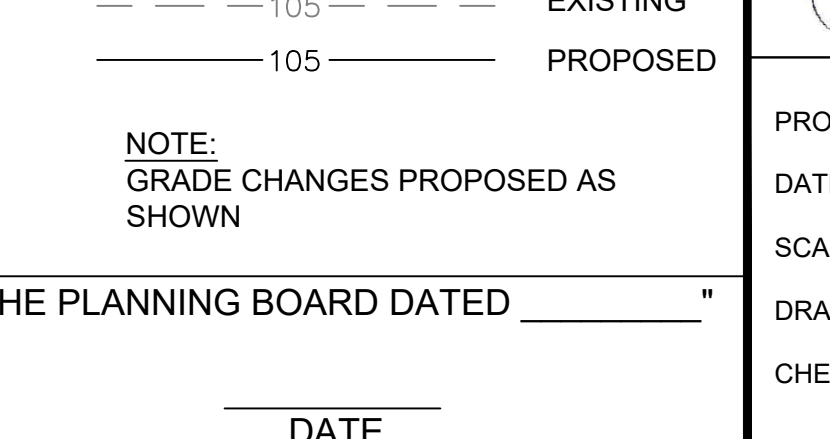 105 EXISTING
105 PROPOSED
NOTE:
GRADE CHANGES PROPOSED AS
SHOWN
HE PLANNING BOARD DATED _________"
DATE
PRO
DAT
SCA
DRA
CHE